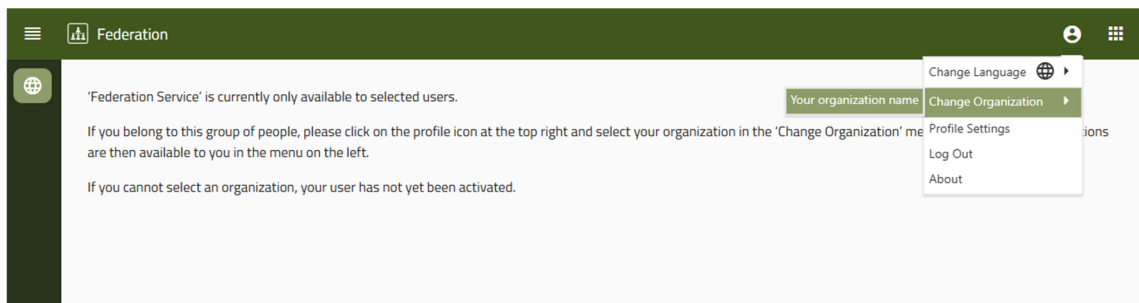 Federation
Change Language
'Federation Service' is currently only available to selected users.
Your organization name Change Organization
If you belong to this group of people, please click on the profile icon at the top right and select your organization in the 'Change Organization' me
Profile Settings
are then available to you in the menu on the left.
Log Out
About
If you cannot select an organization, your user has not yet been activated.